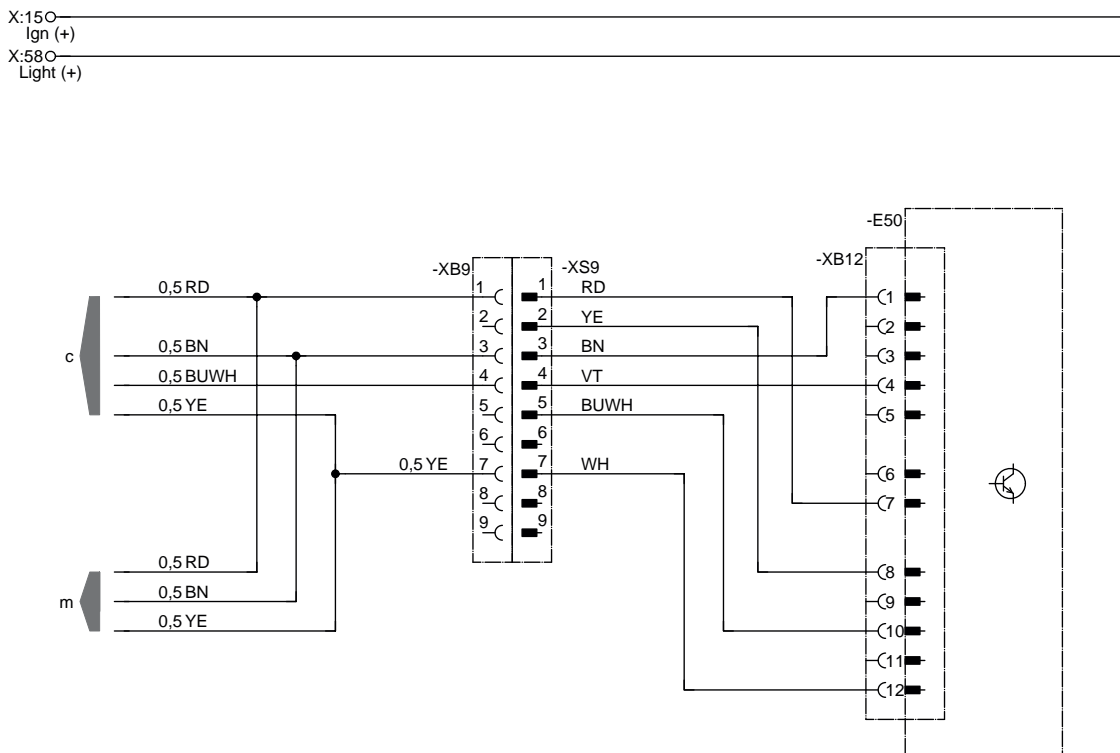 X:15
Ign (+)
X:58
Light (+)
-E50
-XB12
-XB9
-XS9
0,5 RD
1
1
RD
1
2
2
YE
2
0,5 BN
3
3
BN
3
c
0,5 BUWH
4
4
VT
4
0,5 YE
5
5
BUWH
5
6
6
0,5 YE
7
7
WH
6
8
8
7
9
9
0,5 RD
8
m
0,5 BN
9
0,5 YE
10
11
12